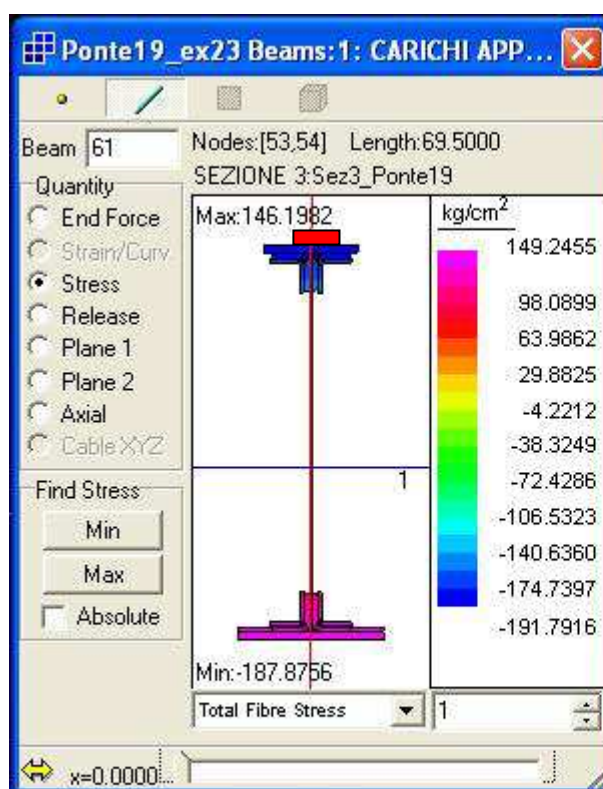 Ponte19_ex23 Beams:1: CARICHI APP...
Beam 61
Nodes:[53,54] Length:69.5000
SEZIONE 3:Sez3_Ponte19
Quantity
End Force
Strain/Curv
Stress
Release
Plane 1
Plane 2
Axial
Cable XYZ
Find Stress
Min
Max
Absolute
Max:146.1982
1
Min:-187.8756
kg/cm2
149.2455
98.0899
63.9862
29.8825
-4.2212
-38.3249
-72.4286
-106.5323
-140.6360
-174.7397
-191.7916
Total Fibre Stress
1
x=0.0000